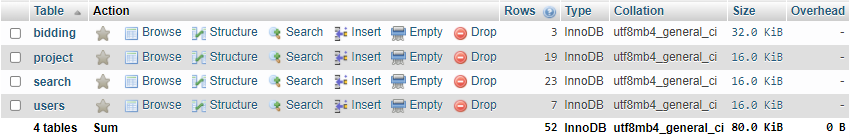 Table Action Rows Type Collation Size Overhead
bidding Browse Structure Search Insert Empty Drop 3 InnoDB utf8mb4_general_ci 32.0 KiB -
project Browse Structure Search Insert Empty Drop 19 InnoDB utf8mb4_general_ci 16.0 KiB -
search Browse Structure Search Insert Empty Drop 23 InnoDB utf8mb4_general_ci 16.0 KiB -
users Browse Structure Search Insert Empty Drop 7 InnoDB utf8mb4_general_ci 16.0 KiB -
4 tables Sum 52 InnoDB utf8mb4_general_ci 80.0 KiB 0 B